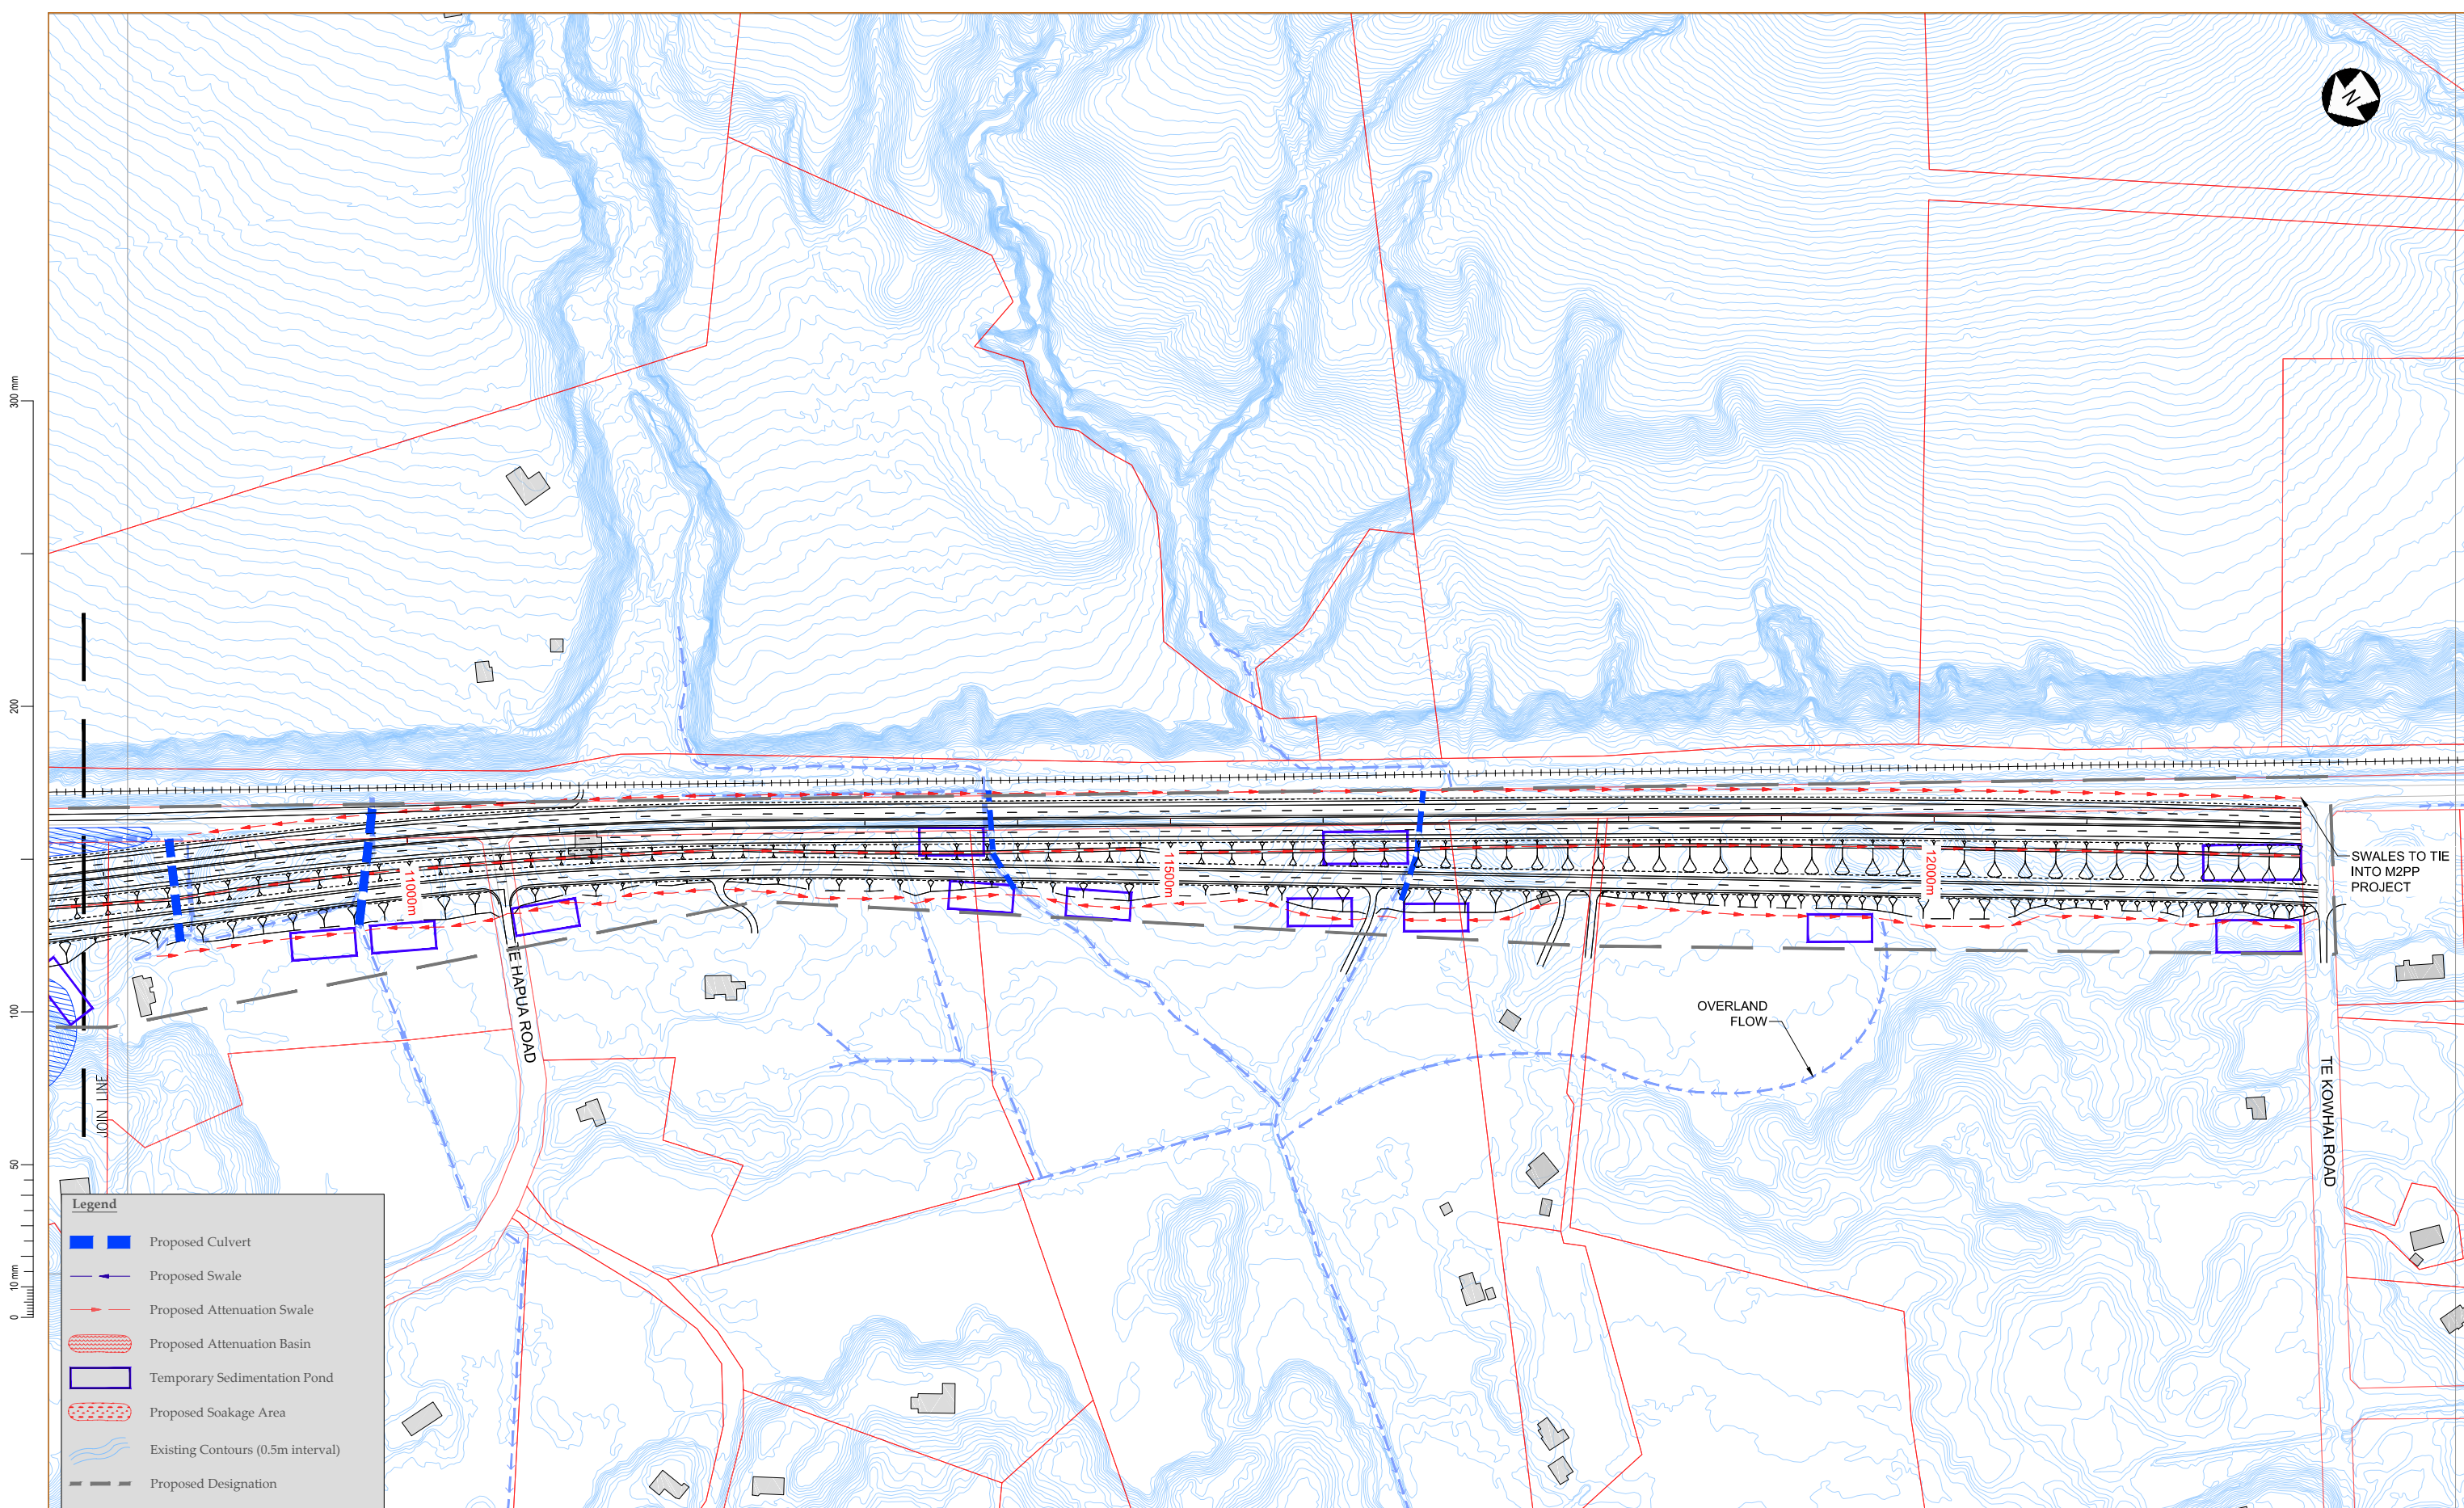 N
300 mm
200
100
50
10 mm
0
11000m
11500m
12000m
SWALES TO TIE
INTO M2PP
PROJECT
OVERLAND
FLOW
TE HAPUA ROAD
TE KOWHAI ROAD
JOIN LINE
Legend
Proposed Culvert
Proposed Swale
Proposed Attenuation Swale
Proposed Attenuation Basin
Temporary Sedimentation Pond
Proposed Soakage Area
Existing Contours (0.5m interval)
Proposed Designation